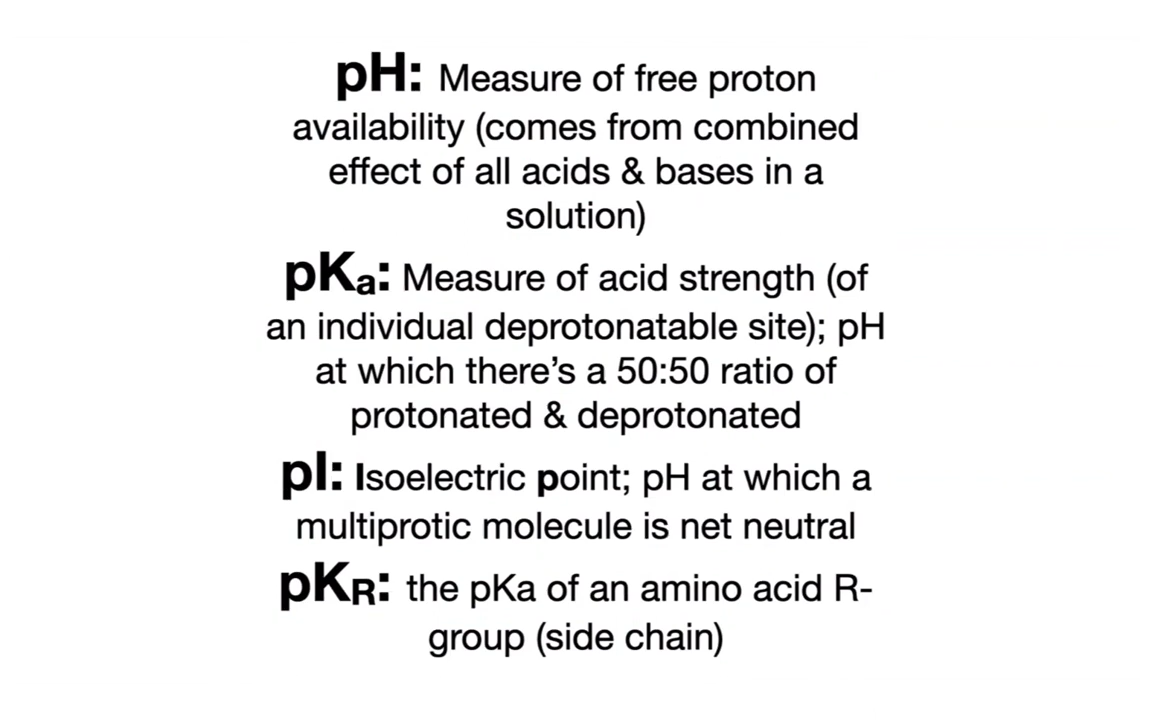 pH: Measure of free proton
availability (comes from combined
effect of all acids & bases in a
solution)
pKa: Measure of acid strength (of
an individual deprotonatable site); pH
at which there’s a 50:50 ratio of
protonated & deprotonated
pI: Isoelectric point; pH at which a
multiprotic molecule is net neutral
pKR: the pKa of an amino acid R-
group (side chain)